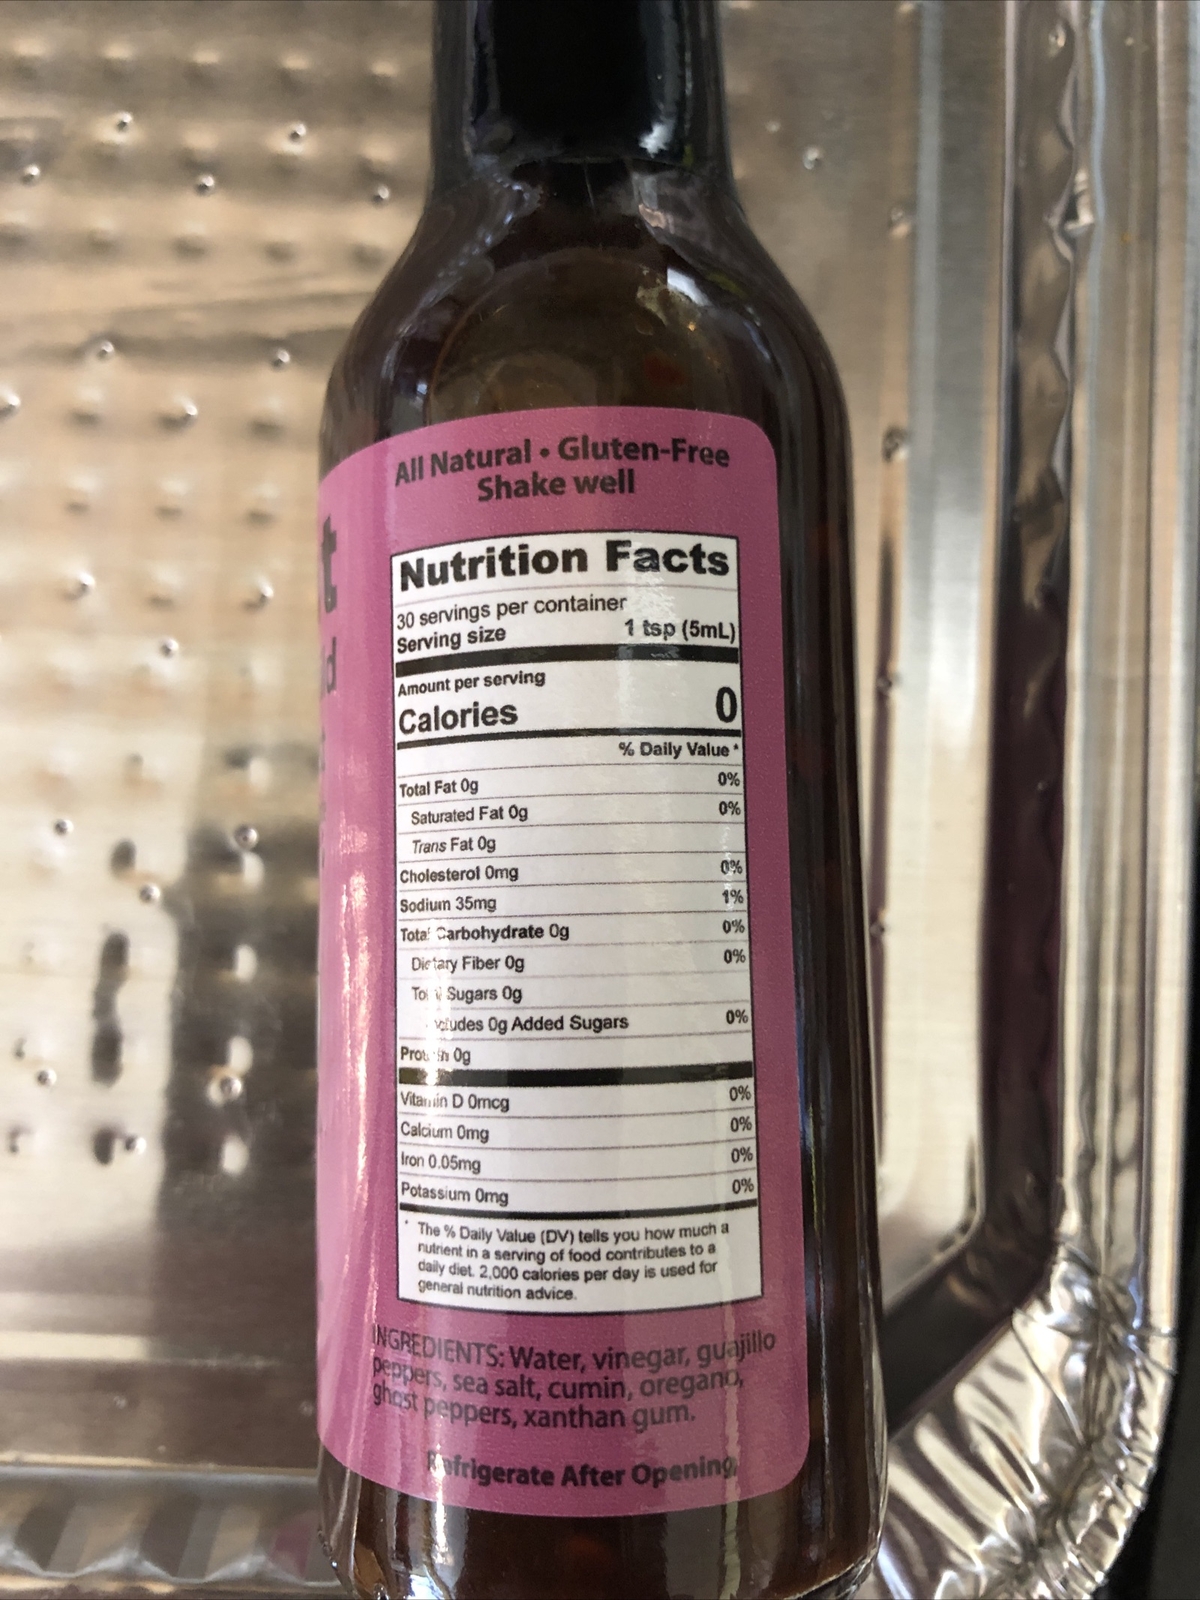 All Natural • Gluten-Free
Shake well
t
Nutrition Facts
30 servings per container
Serving size 1 tsp (5mL)
Amount per serving
Calories 0
% Daily Value *
Total Fat 0g 0%
Saturated Fat 0g 0%
Trans Fat 0g
Cholesterol 0mg 0%
Sodium 35mg 1%
Total Carbohydrate 0g 0%
Dietary Fiber 0g 0%
Total Sugars 0g
Includes 0g Added Sugars 0%
Protein 0g
Vitamin D 0mcg 0%
Calcium 0mg 0%
Iron 0.05mg 0%
Potassium 0mg 0%
* The % Daily Value (DV) tells you how much a
nutrient in a serving of food contributes to a
daily diet. 2,000 calories per day is used for
general nutrition advice.
INGREDIENTS: Water, vinegar, guajillo
peppers, sea salt, cumin, oregano,
ghost peppers, xanthan gum.
Refrigerate After Opening.